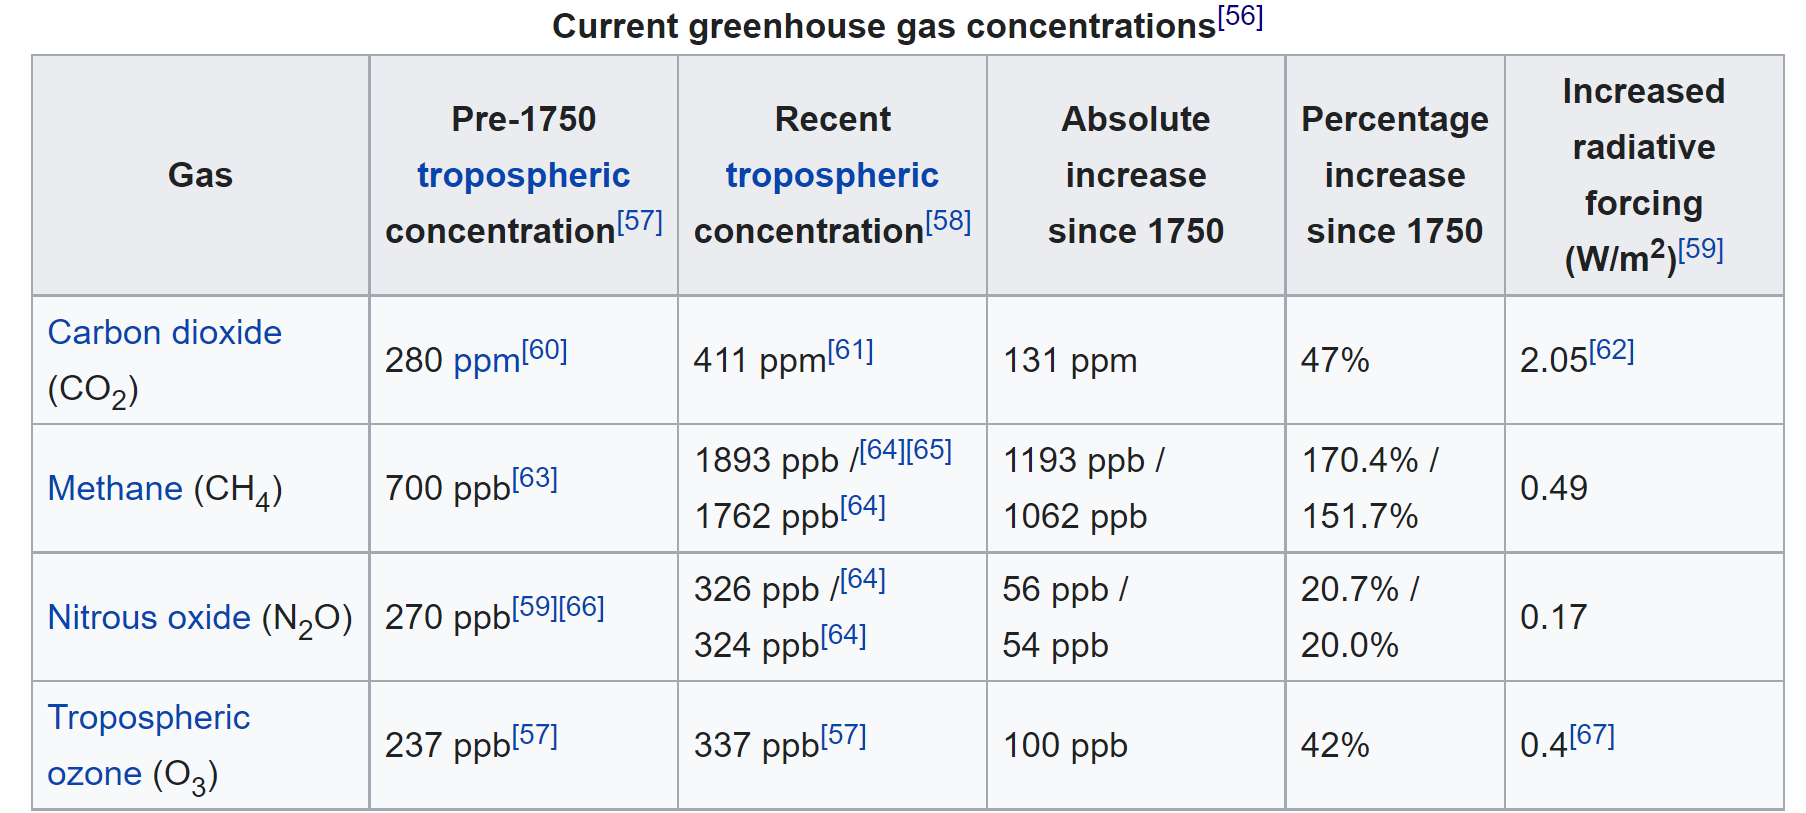 Current greenhouse gas concentrations[56]
Gas
Pre-1750
tropospheric
concentration[57]
Recent
tropospheric
concentration[58]
Absolute
increase
since 1750
Percentage
increase
since 1750
Increased
radiative
forcing
(W/m²)[59]
Carbon dioxide
(CO₂)
280 ppm[60]
411 ppm[61]
131 ppm
47%
2.05[62]
Methane (CH₄)
700 ppb[63]
1893 ppb /[64][65]
1762 ppb[64]
1193 ppb /
1062 ppb
170.4% /
151.7%
0.49
Nitrous oxide (N₂O)
270 ppb[59][66]
326 ppb /[64]
324 ppb[64]
56 ppb /
54 ppb
20.7% /
20.0%
0.17
Tropospheric
ozone (O₃)
237 ppb[57]
337 ppb[57]
100 ppb
42%
0.4[67]